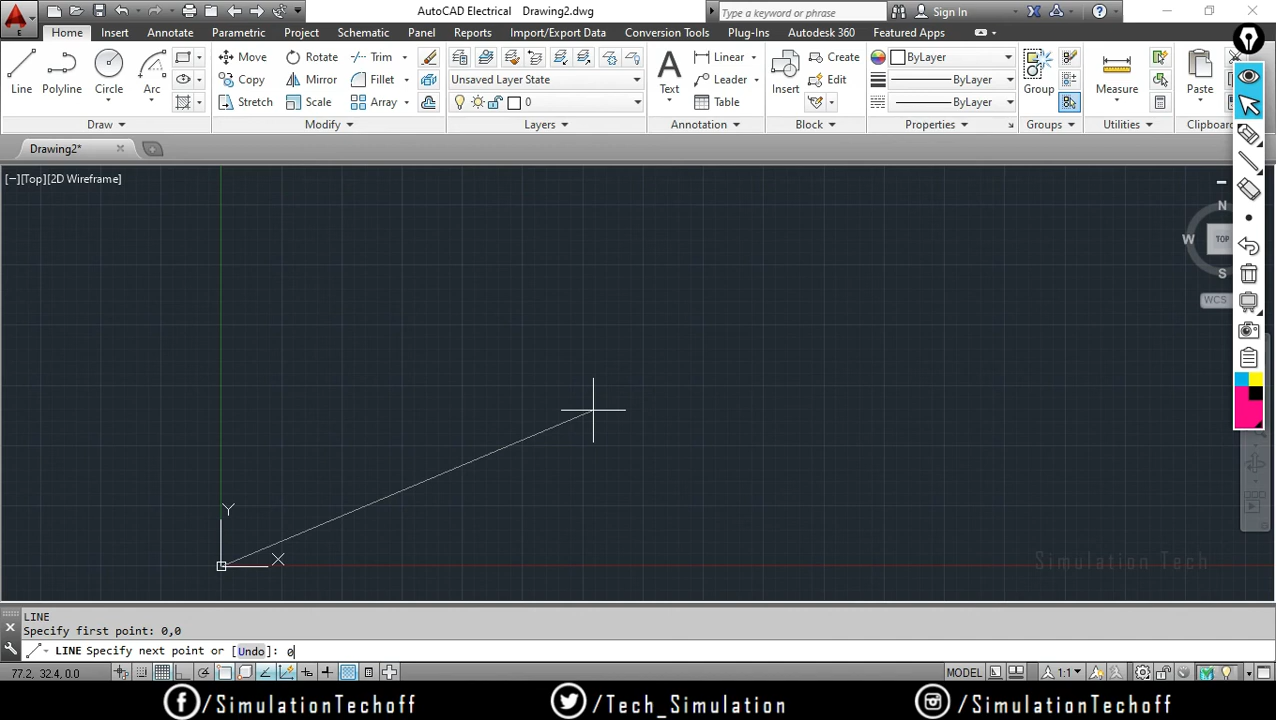 AutoCAD Electrical Drawing2.dwg
Type a keyword or phrase
Sign In
E
Home Insert Annotate Parametric Project Schematic Panel Reports Import/Export Data Conversion Tools Plug-Ins Autodesk 360 Featured Apps
Line
Polyline
Circle
Arc
Draw
Move
Copy
Stretch
Rotate
Mirror
Scale
Trim
Fillet
Array
Modify
Unsaved Layer State
0
Layers
Text
Linear
Leader
Table
Annotation
Insert
Create
Edit
Block
ByLayer
ByLayer
ByLayer
Properties
Group
Groups
Measure
Utilities
Paste
Clipboard
Drawing2*
[−][Top][2D Wireframe]
N
W
TOP
S
WCS
Y
X
Simulation Tech
LINE
Specify first point: 0,0
LINE Specify next point or [Undo]: 0
77.2, 32.4, 0.0
MODEL
1:1
/SimulationTechoff
/Tech_Simulation
/SimulationTechoff